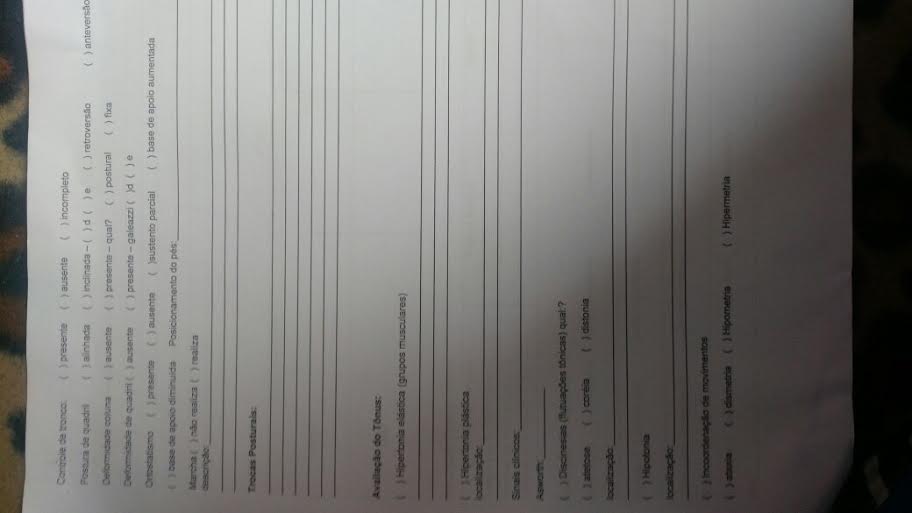 Controle de tronco: ( ) presente ( ) ausente ( ) incompleto
Postura de quadril ( ) alinhada ( ) inclinada – ( ) d ( ) e ( ) retroversão ( ) anteversão
Deformidade coluna ( ) ausente ( ) presente – qual? ( ) postural ( ) fixa
Deformidade de quadril ( ) ausente ( ) presente – galeazzi ( )d ( ) e
Ortostatismo ( ) presente ( ) ausente ( )sustento parcial ( ) base de apoio aumentada
( ) base de apoio diminuída Posicionamento do pés:
Marcha ( ) não realiza ( ) realiza
descrição:
Trocas Posturais:
Avaliação do Tônus:
( ) Hipertonia elástica (grupos musculares)
( ) Hipertonia plástica
localização:
Sinais clínicos:
Asworth:
( ) Discinesias (flutuações tônicas) qual:?
( ) atetose ( ) coréia ( ) distonia
localização:
( ) Hipotonia
localização:
( ) Incoordenação de movimentos
( ) ataxia ( ) dismetria ( ) Hipometria ( ) Hipermetria